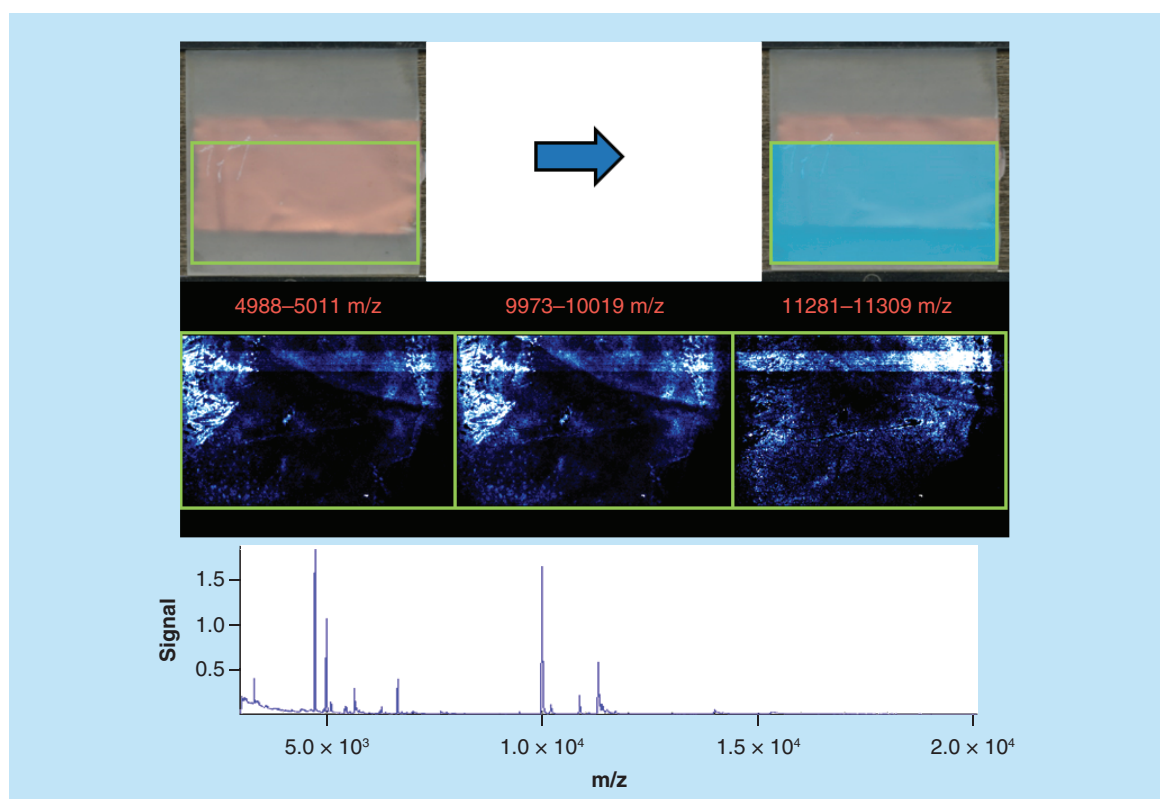 4988–5011 m/z 9973–10019 m/z 11281–11309 m/z
1.5
1.0
0.5
Signal
5.0 × 10³ 1.0 × 10⁴ 1.5 × 10⁴ 2.0 × 10⁴
m/z